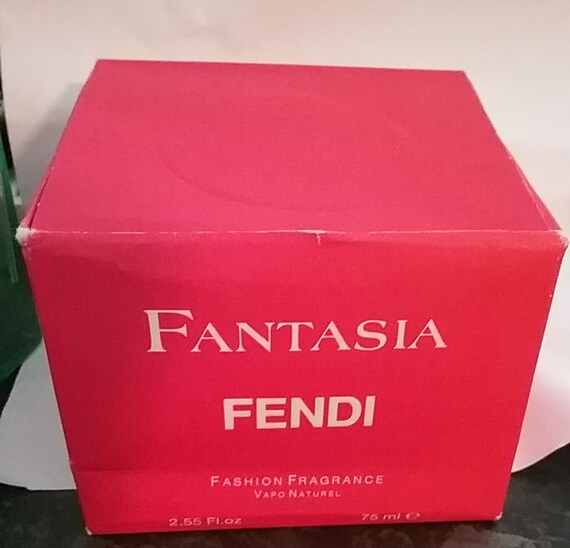 FANTASIA
FENDI
FASHION FRAGRANCE
VAPO NATUREL
2.55 Fl.oz 75 ml ℮